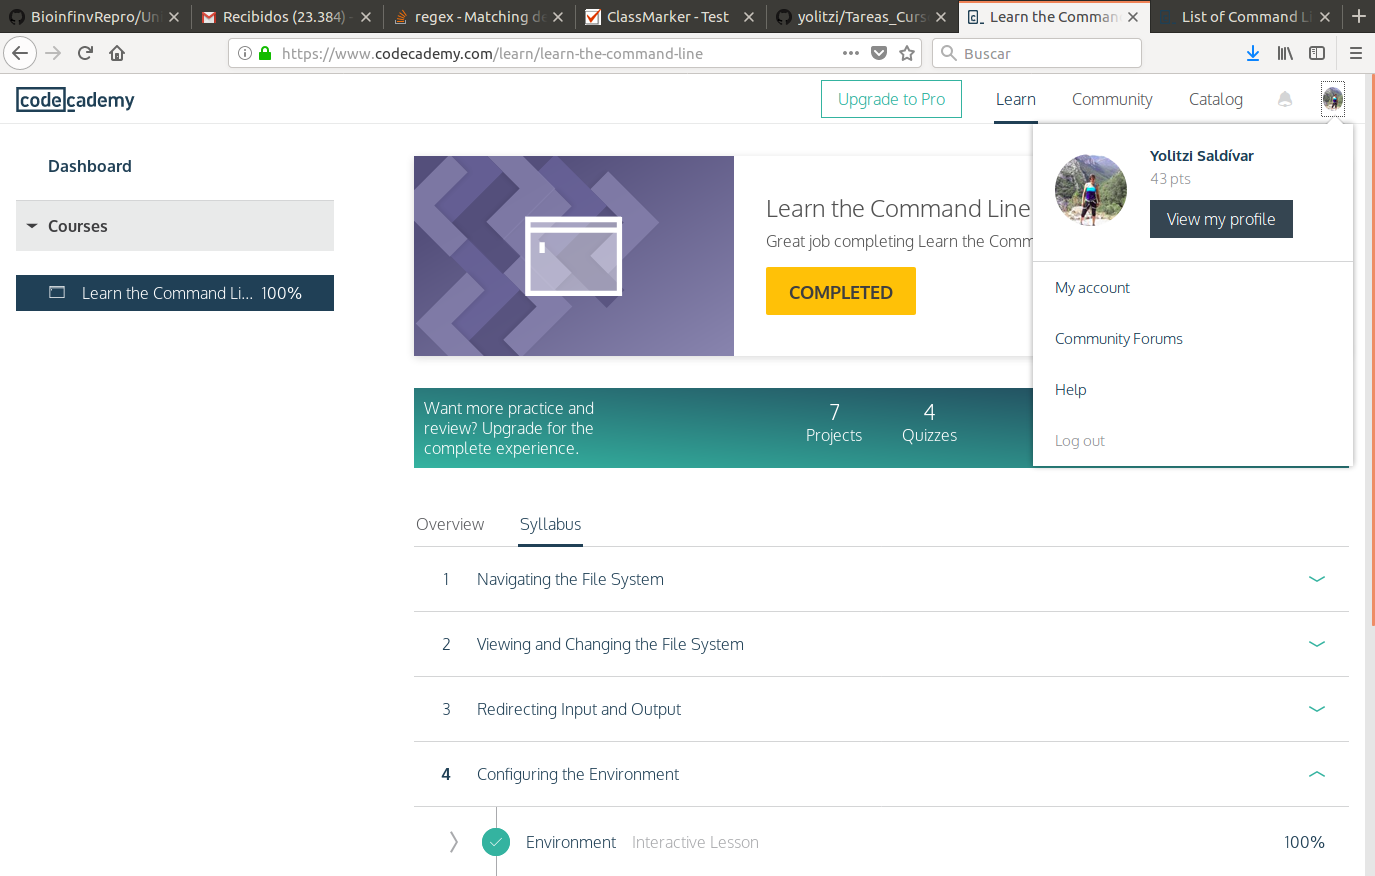 BioinfinvRepro/Un
Recibidos (23.384)
regex - Matching de
ClassMarker - Test
yolitzi/Tareas_Curs
Learn the Comman
List of Command Li
https://www.codecademy.com/learn/learn-the-command-line
Buscar
codecademy
Upgrade to Pro
Learn
Community
Catalog
Dashboard
Courses
Learn the Command Li... 100%
Learn the Command Line
Great job completing Learn the Comm
COMPLETED
Yolitzi Saldívar
43 pts
View my profile
My account
Community Forums
Help
Log out
Want more practice and
review? Upgrade for the
complete experience.
7
Projects
4
Quizzes
Overview
Syllabus
1 Navigating the File System
2 Viewing and Changing the File System
3 Redirecting Input and Output
4 Configuring the Environment
Environment Interactive Lesson 100%